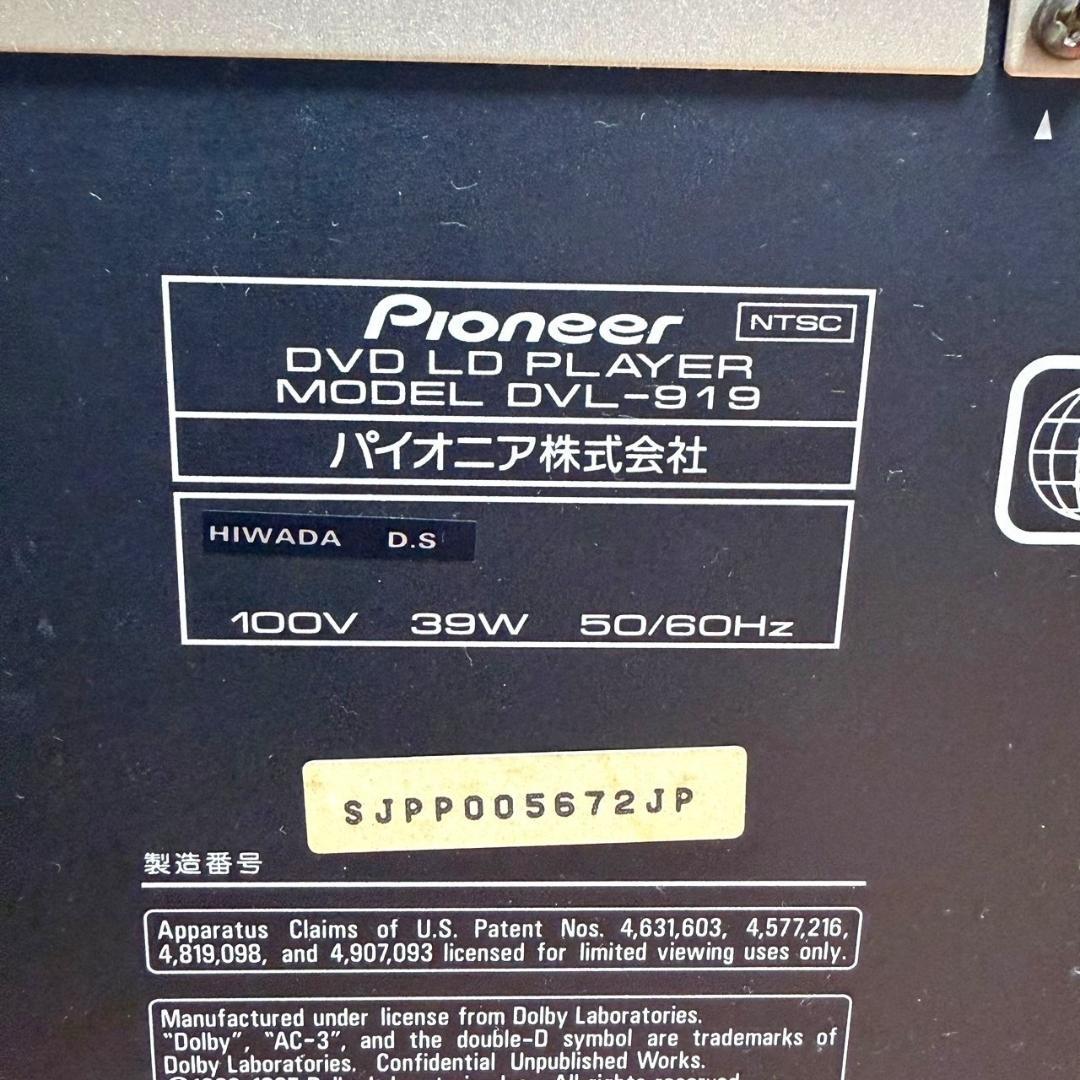 Pioneer NTSC
DVD LD PLAYER
MODEL DVL-919
パイオニア株式会社
HIWADA D.S
100V 39W 50/60Hz
SJPP005672JP
製造番号
Apparatus Claims of U.S. Patent Nos. 4,631,603, 4,577,216,
4,819,098, and 4,907,093 licensed for limited viewing uses only.
Manufactured under license from Dolby Laboratories.
"Dolby", "AC-3", and the double-D symbol are trademarks of
Dolby Laboratories. Confidential Unpublished Works.